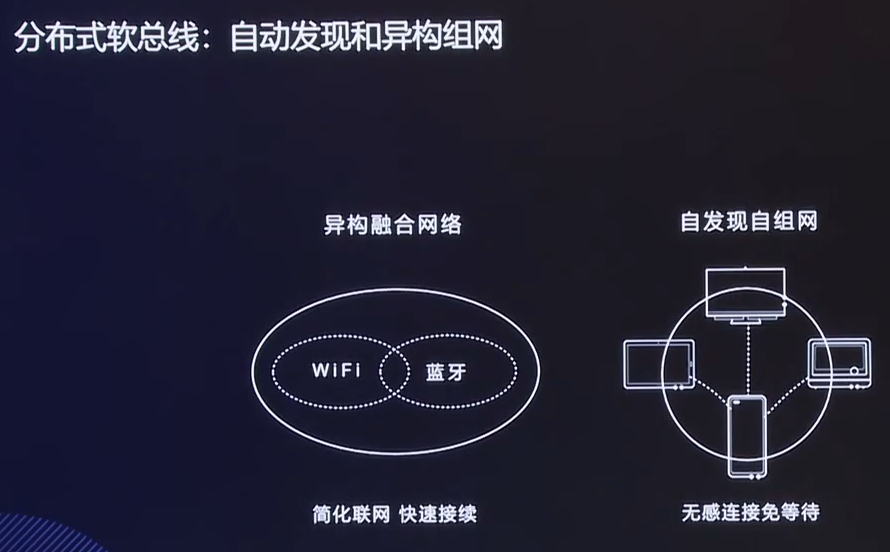 分布式软总线：自动发现和异构组网
异构融合网络
自发现自组网
WiFi
蓝牙
简化联网 快速接续
无感连接免等待